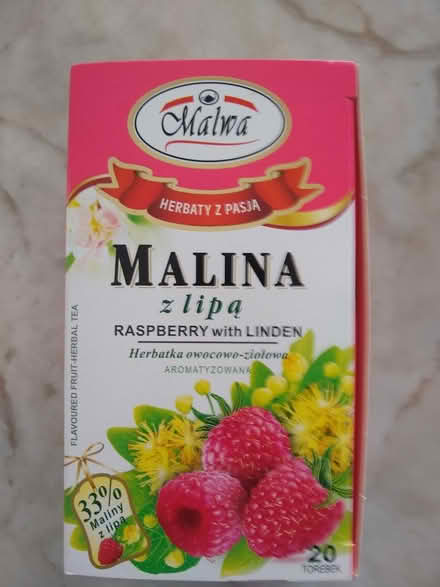 Malwa
HERBATY Z PASJĄ
MALINA
z lipą
RASPBERRY with LINDEN
Herbatka owocowo-ziołowa
AROMATYZOWANA
FLAVOURED FRUIT-HERBAL TEA
33%
Maliny
z lipą
20
TOREBEK